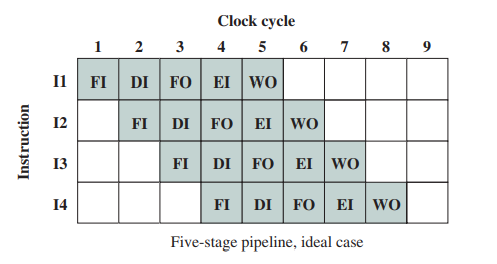 Clock cycle
1 2 3 4 5 6 7 8 9
I1 FI DI FO EI WO
I2 FI DI FO EI WO
I3 FI DI FO EI WO
I4 FI DI FO EI WO
Instruction
Five-stage pipeline, ideal case